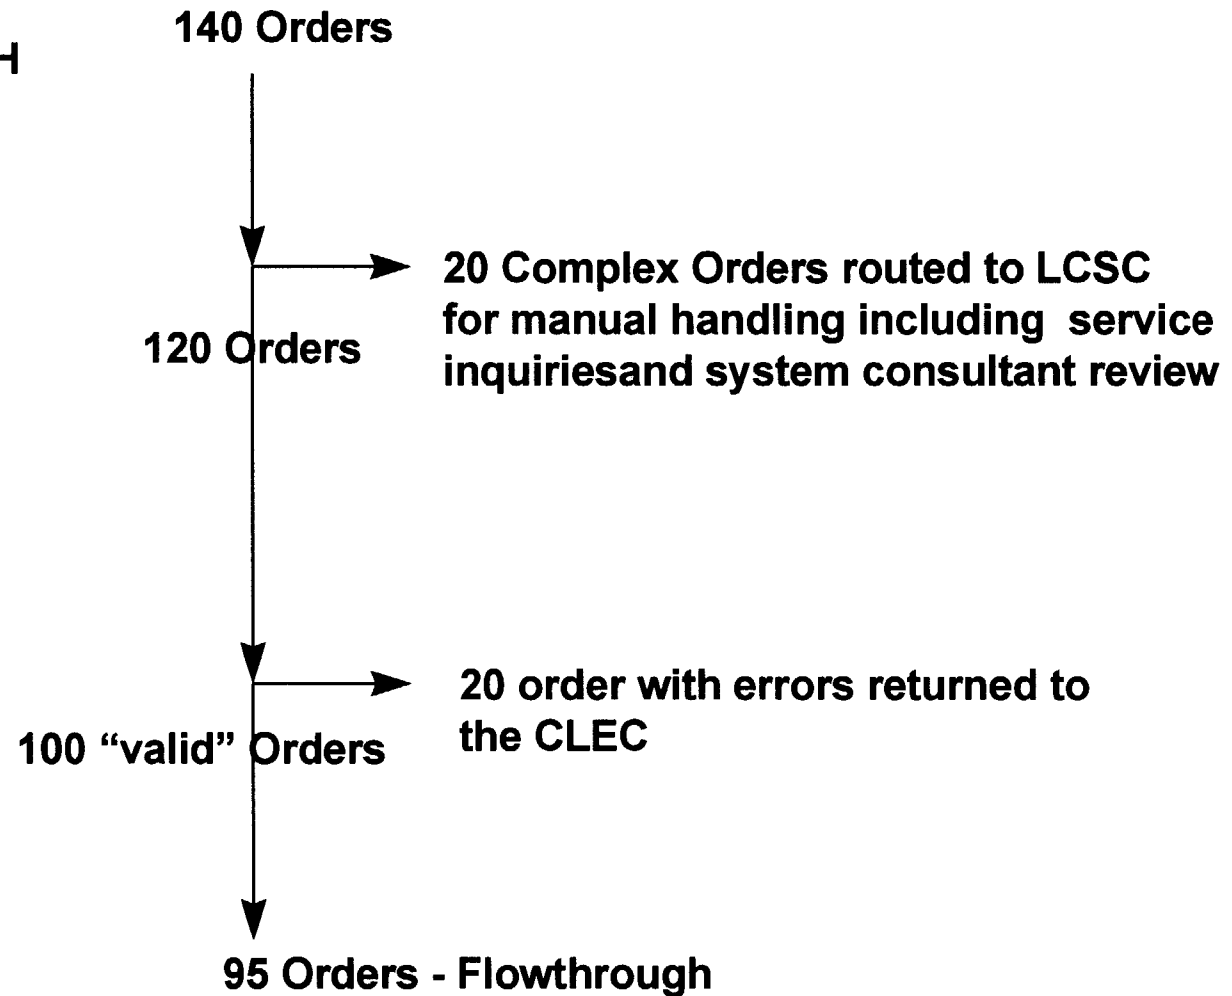 140 Orders
H
20 Complex Orders routed to LCSC
for manual handling including service
120 Orders
inquiriesand system consultant review
20 order with errors returned to
the CLEC
100 “valid” Orders
95 Orders - Flowthrough